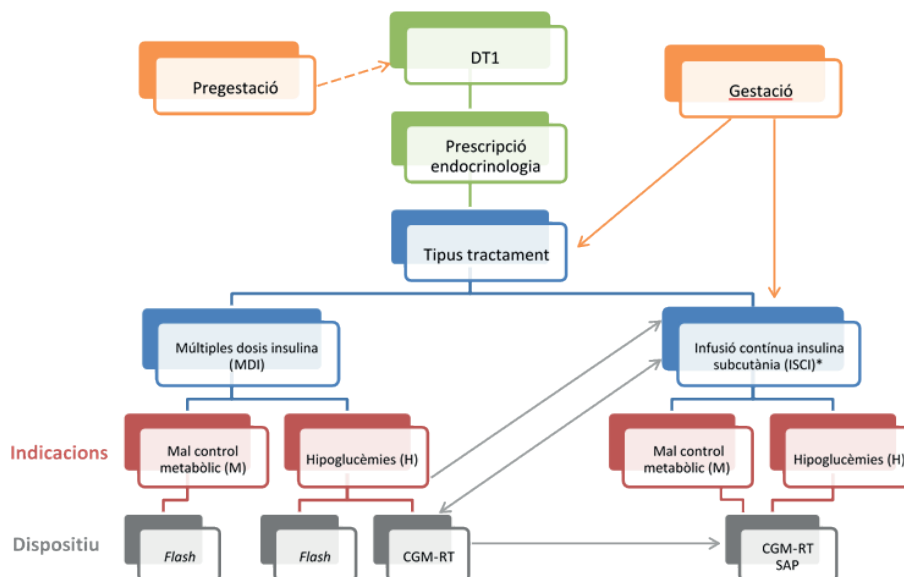 DT1
Pregestació
Gestació
Prescripció
endocrinologia
Tipus tractament
Múltiples dosis insulina
(MDI)
Infusió contínua insulina
subcutània (ISCI)*
Indicacions
Mal control
metabòlic (M)
Hipoglucèmies (H)
Mal control
metabòlic (M)
Hipoglucèmies (H)
Dispositiu
Flash
Flash
CGM-RT
CGM-RT
SAP